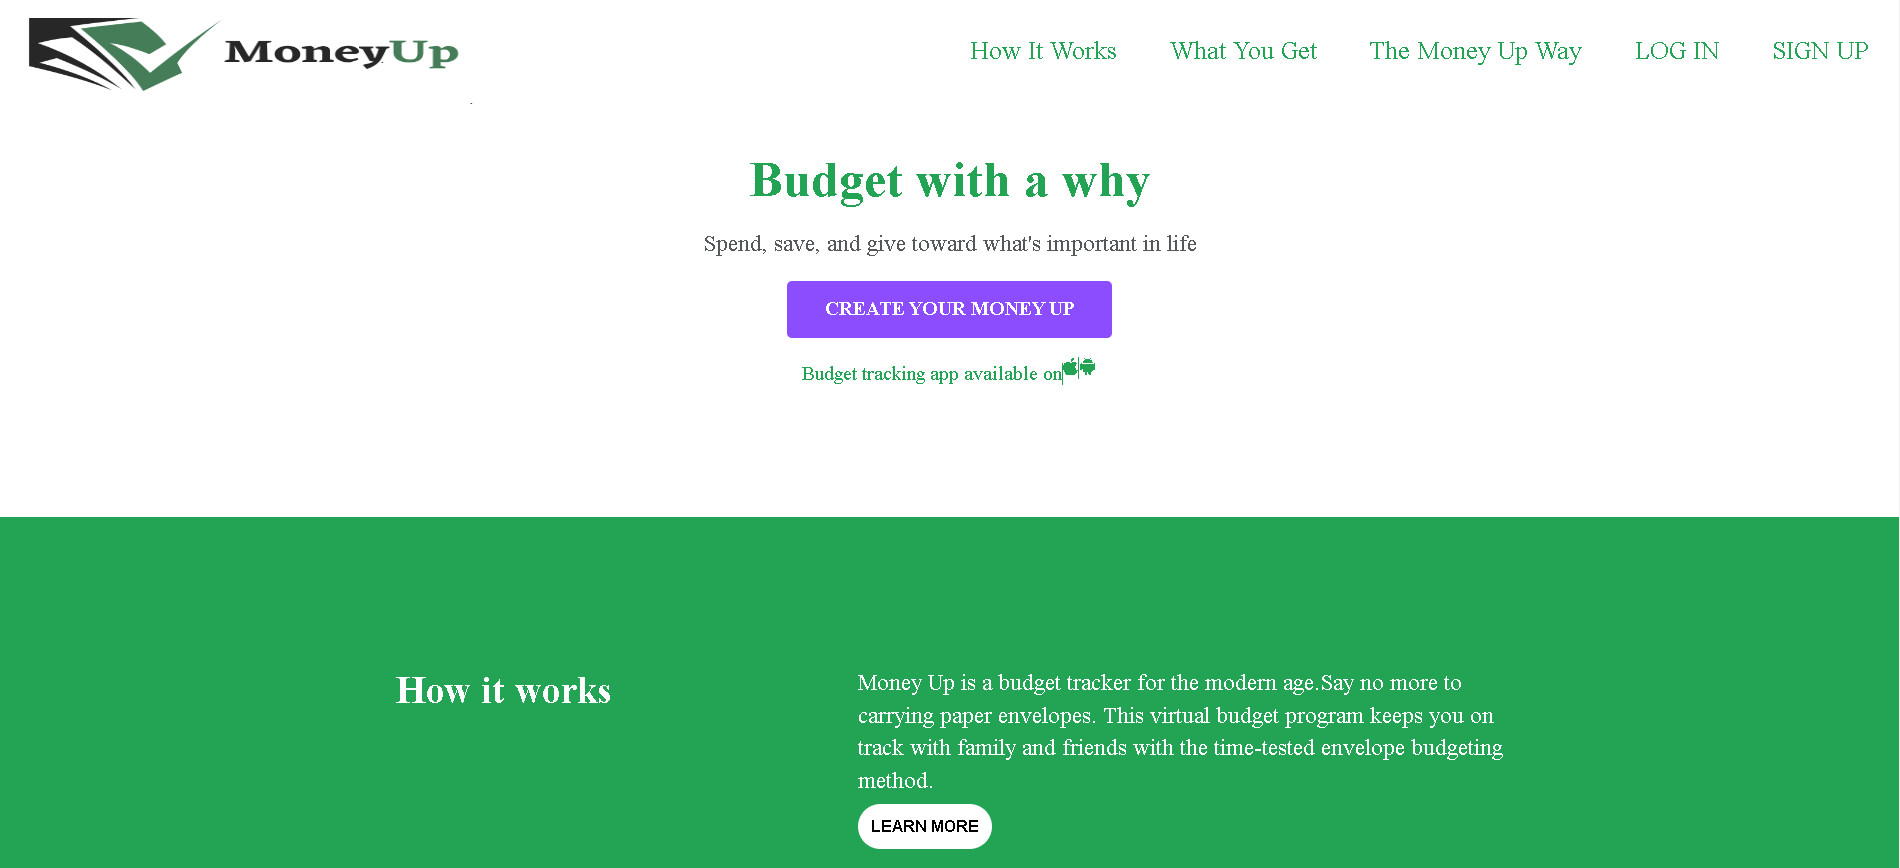 MoneyUp
How It Works What You Get The Money Up Way LOG IN SIGN UP
Budget with a why
Spend, save, and give toward what's important in life
CREATE YOUR MONEY UP
Budget tracking app available on
How it works
Money Up is a budget tracker for the modern age.Say no more to
carrying paper envelopes. This virtual budget program keeps you on
track with family and friends with the time-tested envelope budgeting
method.
LEARN MORE